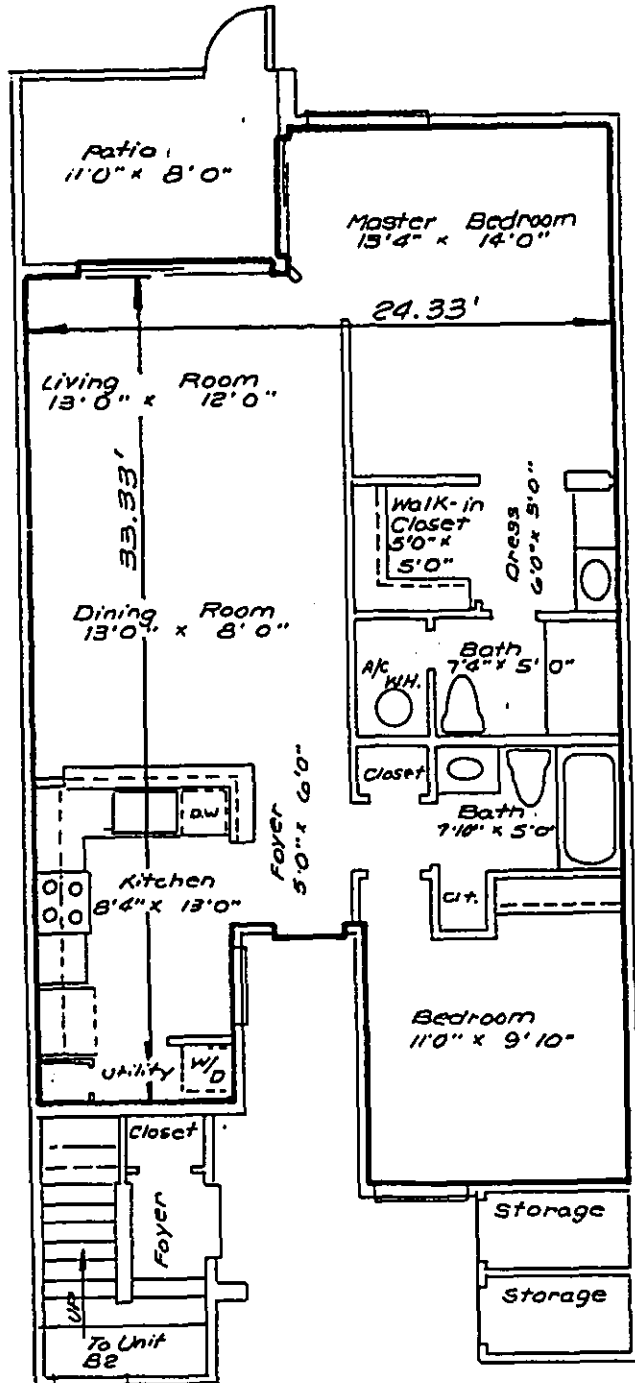 Patio
11'0" x 8'0"
Master Bedroom
13'4" x 14'0"
24.33'
Living Room
13'0" x 12'0"
33.33'
Walk-in
Closet
5'0" x
5'0"
Dress
6'0" x 5'0"
Dining Room
13'0" x 8'0"
Bath
7'4" x 5'0"
A/C
W.H.
Closet
Foyer
5'0" x 6'0"
D.W
Bath
7'10" x 5'0"
Kitchen
8'4" x 13'0"
Clt.
Bedroom
11'0" x 9'10"
Utility
W/D
Closet
Foyer
Storage
Storage
UP
To Unit
B2